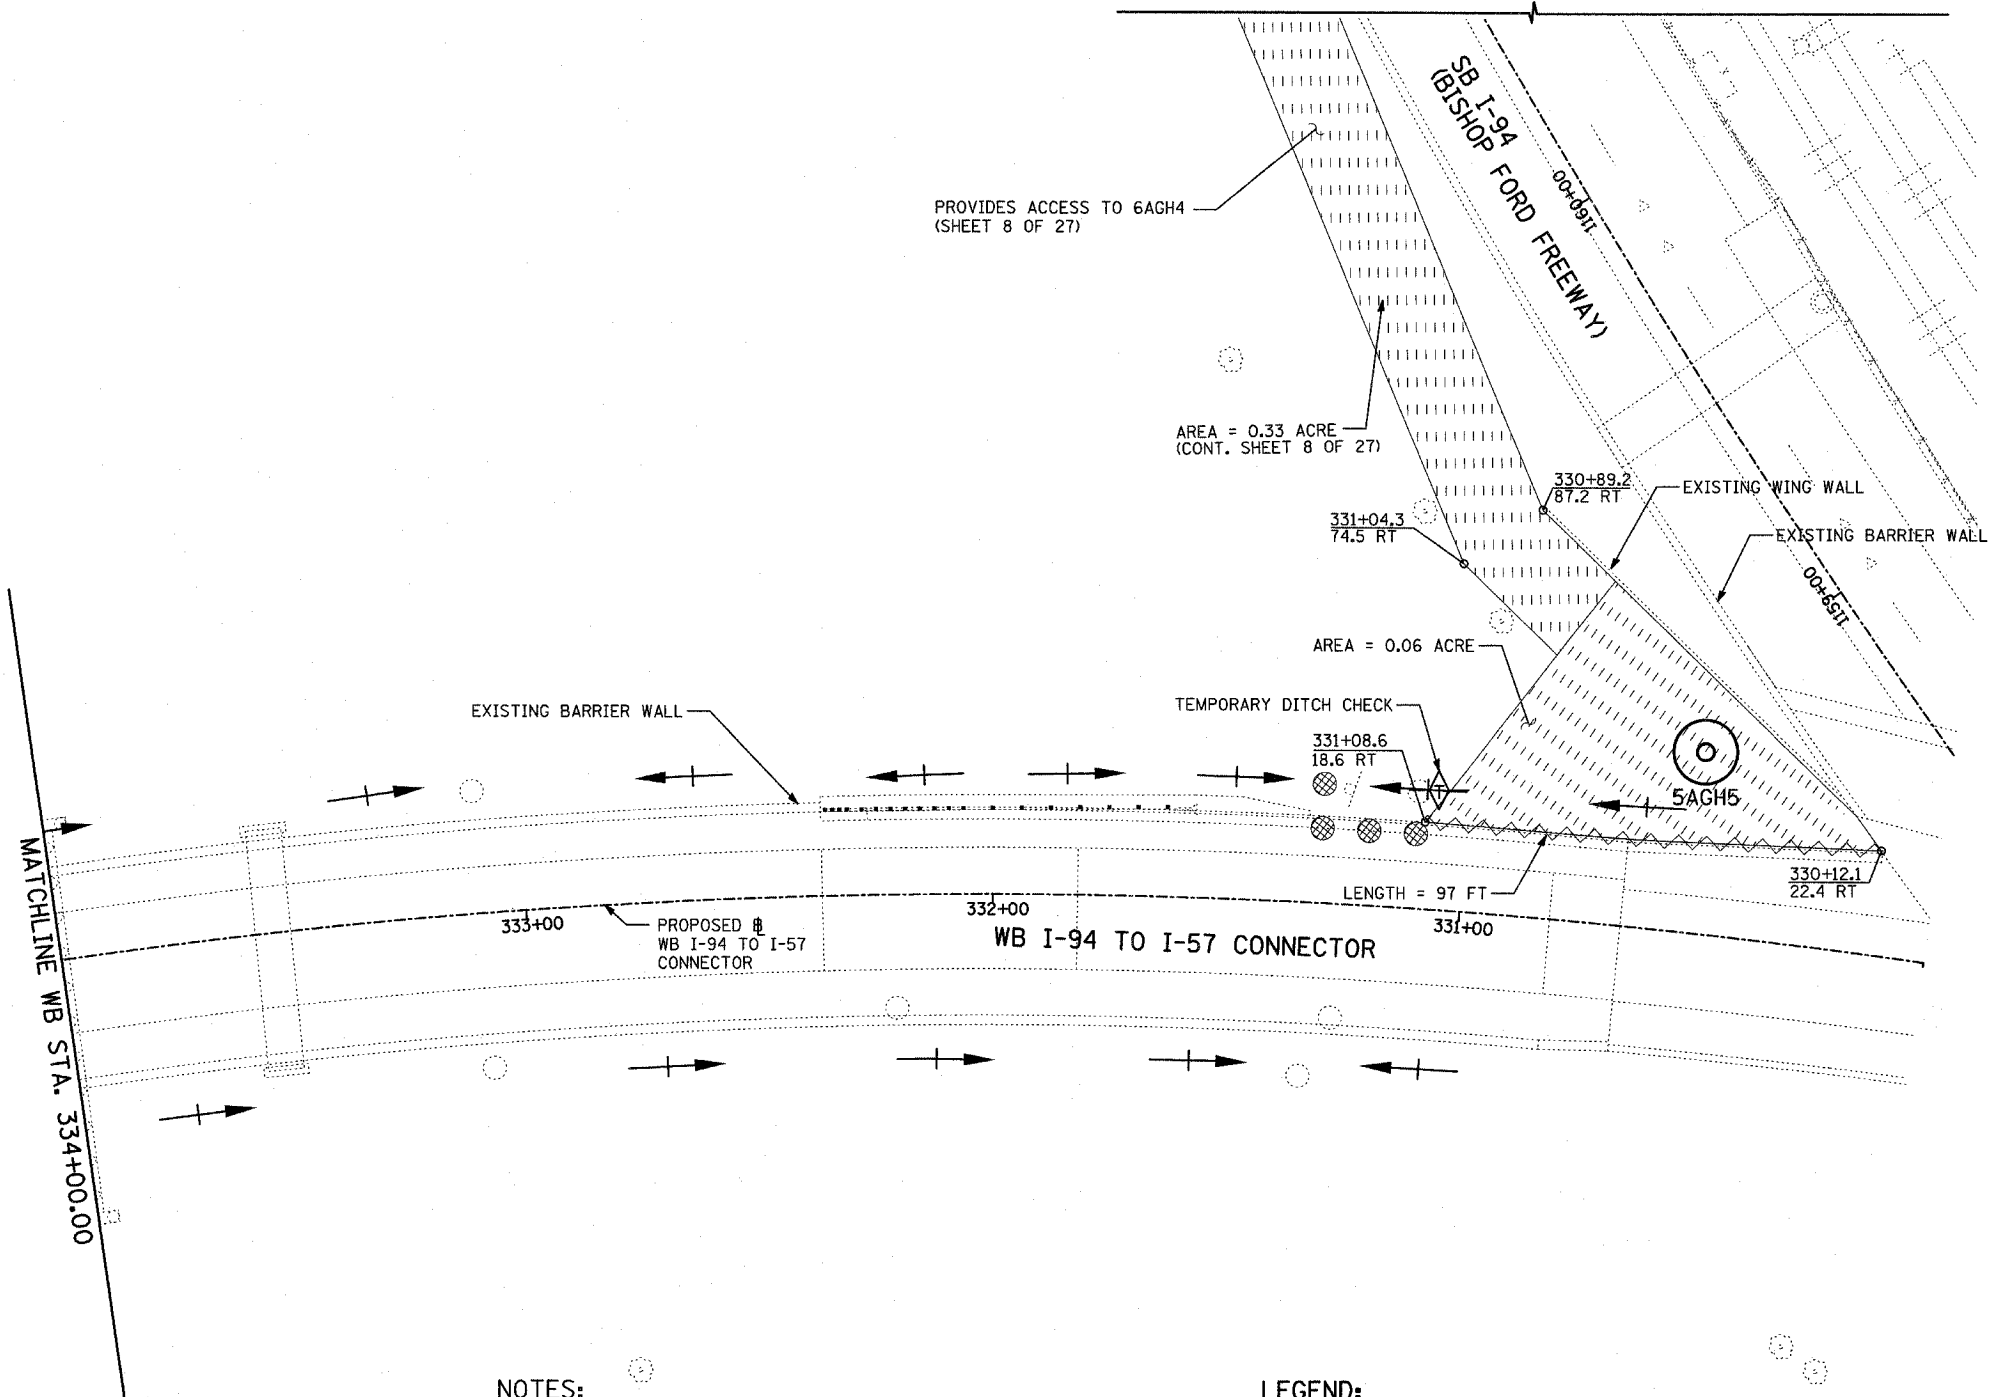 SB I-94
(BISHOP FORD FREEWAY)
1160+00
PROVIDES ACCESS TO 6AGH4
(SHEET 8 OF 27)
AREA = 0.33 ACRE
(CONT. SHEET 8 OF 27)
330+89.2
87.2 RT
EXISTING WING WALL
331+04.3
74.5 RT
EXISTING BARRIER WALL
1159+00
AREA = 0.06 ACRE
TEMPORARY DITCH CHECK
EXISTING BARRIER WALL
331+08.6
18.6 RT
T
5AGH5
MATCHLINE WB STA. 334+00.00
LENGTH = 97 FT
330+12.1
22.4 RT
333+00
PROPOSED ℄
WB I-94 TO I-57
CONNECTOR
332+00
331+00
WB I-94 TO I-57 CONNECTOR
NOTES:
LEGEND: